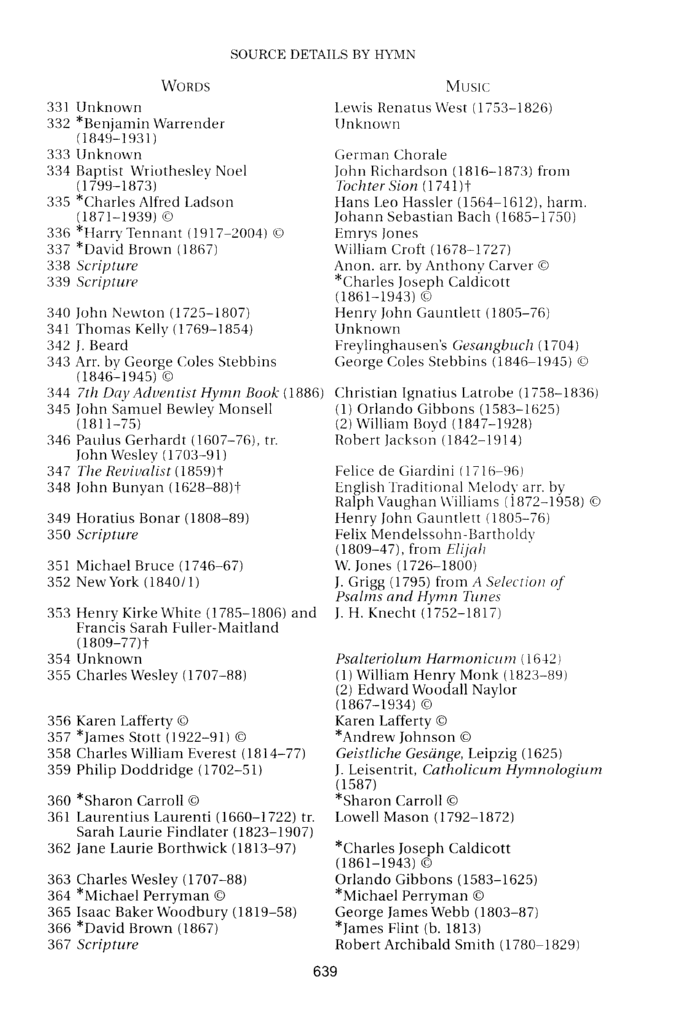 SOURCE DETAILS BY HYMN
WORDS MUSIC
331 Unknown Lewis Renatus West (1753–1826)
332 *Benjamin Warrender Unknown
(1849–1931)
333 Unknown German Chorale
334 Baptist Wriothesley Noel John Richardson (1816–1873) from
(1799–1873) Tochter Sion (1741)†
335 *Charles Alfred Ladson Hans Leo Hassler (1564–1612), harm.
(1871–1939) © Johann Sebastian Bach (1685–1750)
336 *Harry Tennant (1917–2004) © Emrys Jones
337 *David Brown (1867) William Croft (1678–1727)
338 Scripture Anon. arr. by Anthony Carver ©
339 Scripture *Charles Joseph Caldicott
(1861–1943) ©
340 John Newton (1725–1807) Henry John Gauntlett (1805–76)
341 Thomas Kelly (1769–1854) Unknown
342 J. Beard Freylinghausen's Gesangbuch (1704)
343 Arr. by George Coles Stebbins George Coles Stebbins (1846–1945) ©
(1846–1945) ©
344 7th Day Adventist Hymn Book (1886) Christian Ignatius Latrobe (1758–1836)
345 John Samuel Bewley Monsell (1) Orlando Gibbons (1583–1625)
(1811–75) (2) William Boyd (1847–1928)
346 Paulus Gerhardt (1607–76), tr. Robert Jackson (1842–1914)
John Wesley (1703–91)
347 The Revivalist (1859)† Felice de Giardini (1716–96)
348 John Bunyan (1628–88)† English Traditional Melody arr. by
Ralph Vaughan Williams (1872–1958) ©
349 Horatius Bonar (1808–89) Henry John Gauntlett (1805–76)
350 Scripture Felix Mendelssohn-Bartholdy
(1809–47), from Elijah
351 Michael Bruce (1746–67) W. Jones (1726–1800)
352 New York (1840/1) J. Grigg (1795) from A Selection of
Psalms and Hymn Tunes
353 Henry Kirke White (1785–1806) and J. H. Knecht (1752–1817)
Francis Sarah Fuller-Maitland
(1809–77)†
354 Unknown Psalteriolum Harmonicum (1642)
355 Charles Wesley (1707–88) (1) William Henry Monk (1823–89)
(2) Edward Woodall Naylor
(1867–1934) ©
356 Karen Lafferty © Karen Lafferty ©
357 *James Stott (1922–91) © *Andrew Johnson ©
358 Charles William Everest (1814–77) Geistliche Gesänge, Leipzig (1625)
359 Philip Doddridge (1702–51) J. Leisentrit, Catholicum Hymnologium
(1587)
360 *Sharon Carroll © *Sharon Carroll ©
361 Laurentius Laurenti (1660–1722) tr. Lowell Mason (1792–1872)
Sarah Laurie Findlater (1823–1907)
362 Jane Laurie Borthwick (1813–97) *Charles Joseph Caldicott
(1861–1943) ©
363 Charles Wesley (1707–88) Orlando Gibbons (1583–1625)
364 *Michael Perryman © *Michael Perryman ©
365 Isaac Baker Woodbury (1819–58) George James Webb (1803–87)
366 *David Brown (1867) *James Flint (b. 1813)
367 Scripture Robert Archibald Smith (1780–1829)
639